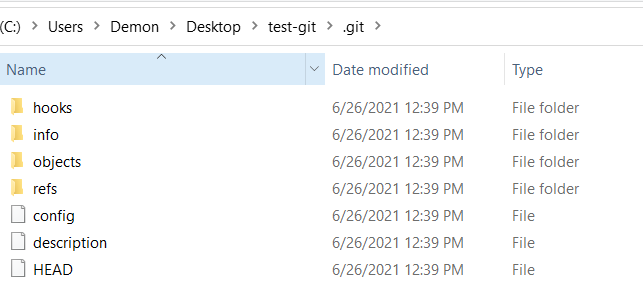 (C:) > Users > Demon > Desktop > test-git > .git >
Name Date modified Type
hooks 6/26/2021 12:39 PM File folder
info 6/26/2021 12:39 PM File folder
objects 6/26/2021 12:39 PM File folder
refs 6/26/2021 12:39 PM File folder
config 6/26/2021 12:39 PM File
description 6/26/2021 12:39 PM File
HEAD 6/26/2021 12:39 PM File